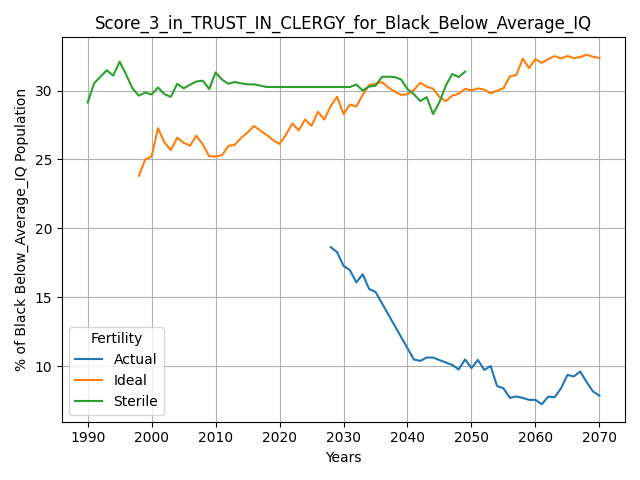 Score_3_in_TRUST_IN_CLERGY_for_Black_Below_Average_IQ
% of Black Below_Average_IQ Population
30
25
20
15
10
Fertility
Actual
Ideal
Sterile
1990 2000 2010 2020 2030 2040 2050 2060 2070
Years